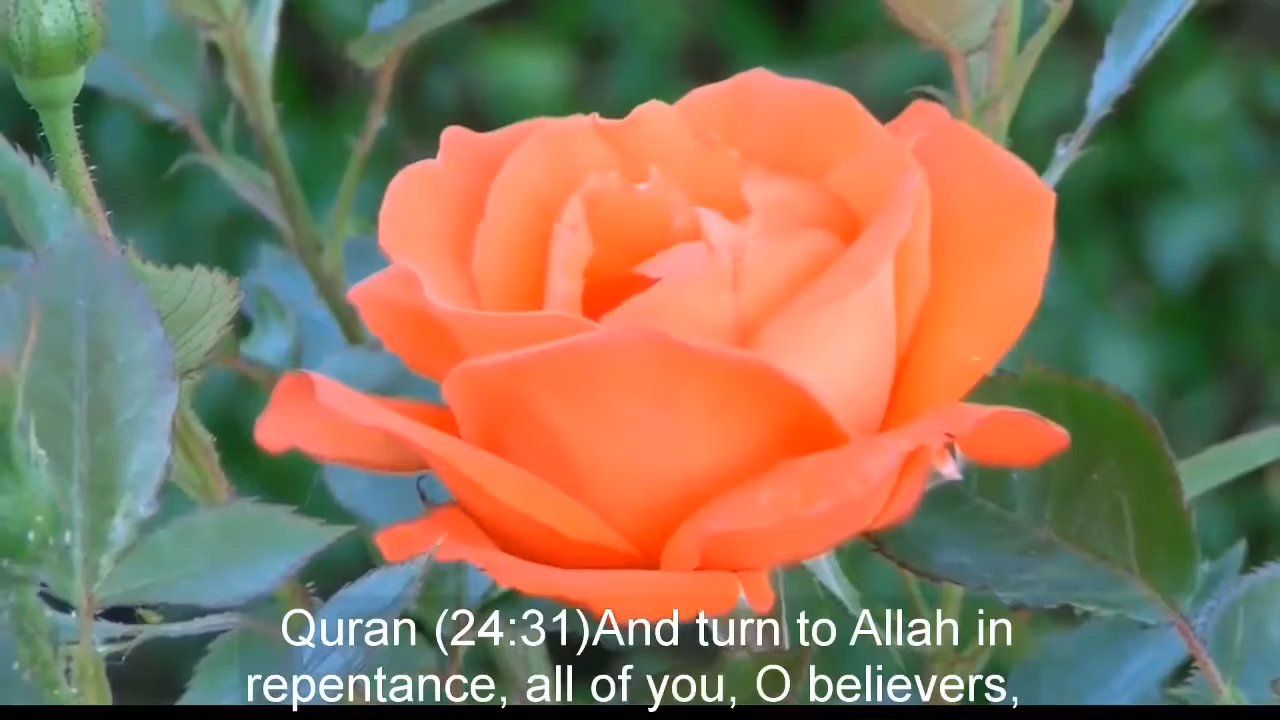 Quran (24:31)And turn to Allah in
repentance, all of you, O believers,